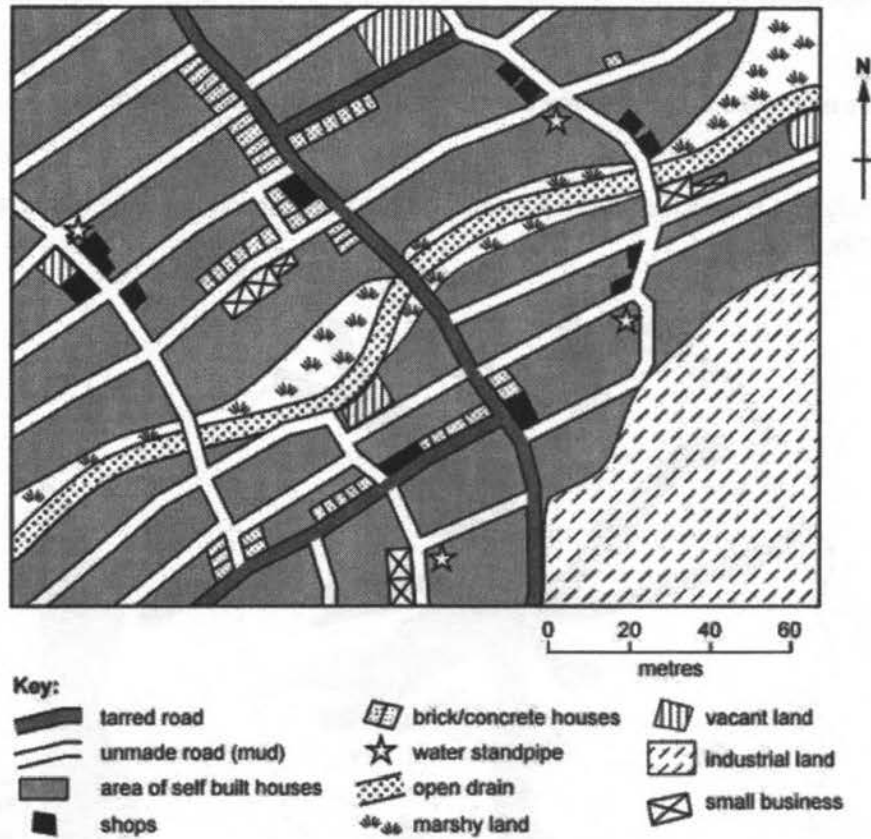 N
0 20 40 60
metres
Key:
tarred road
unmade road (mud)
area of self built houses
shops
brick/concrete houses
water standpipe
open drain
marshy land
vacant land
industrial land
small business